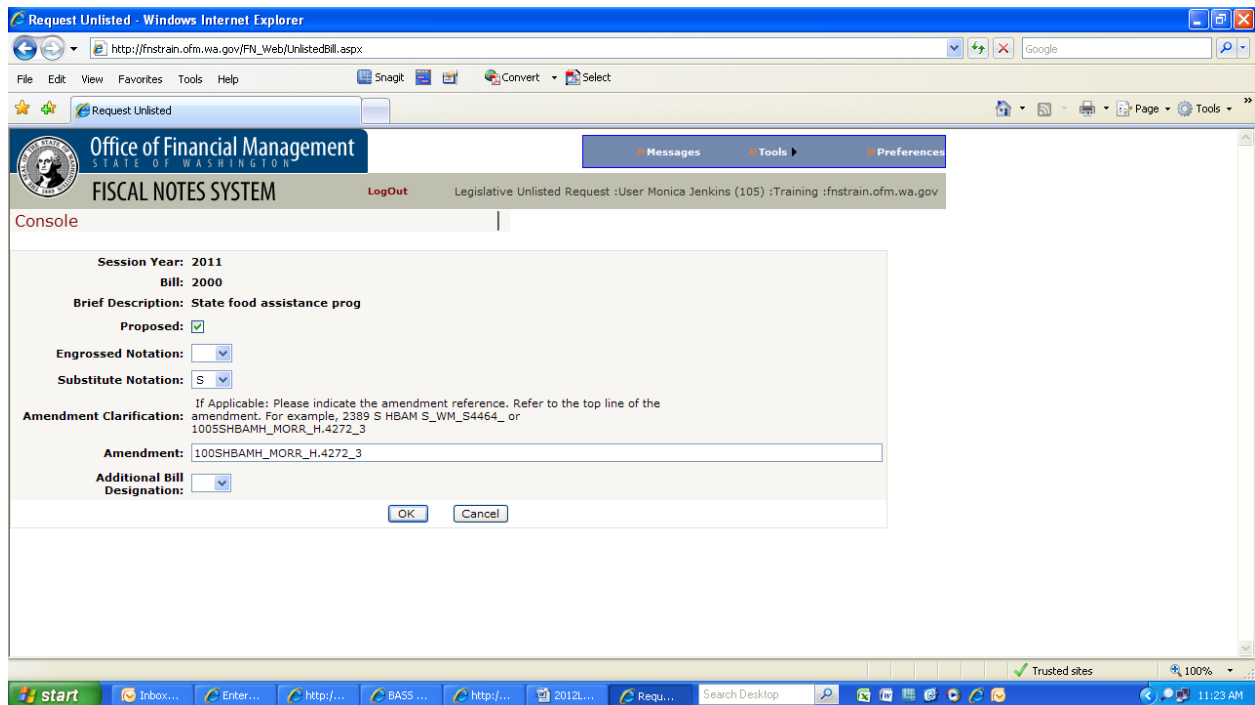 Request Unlisted - Windows Internet Explorer
http://fnstrain.ofm.wa.gov/FN_Web/UnlistedBill.aspx
Google
File Edit View Favorites Tools Help
Snagit
Convert
Select
Request Unlisted
Page
Tools
Office of Financial Management
STATE OF WASHINGTON
Messages
Tools
Preferences
FISCAL NOTES SYSTEM
LogOut
Legislative Unlisted Request :User Monica Jenkins (105) :Training :fnstrain.ofm.wa.gov
Console
Session Year: 2011
Bill: 2000
Brief Description: State food assistance prog
Proposed:
Engrossed Notation:
Substitute Notation: S
If Applicable: Please indicate the amendment reference. Refer to the top line of the
Amendment Clarification: amendment. For example, 2389 S HBAM S_WM_S4464_ or
1005SHBAMH_MORR_H.4272_3
Amendment: 100SHBAMH_MORR_H.4272_3
Additional Bill
Designation:
OK Cancel
Trusted sites
100%
start
Inbox...
Enter...
http:/...
BASS ...
http:/...
2012L...
Requ...
Search Desktop
11:23 AM